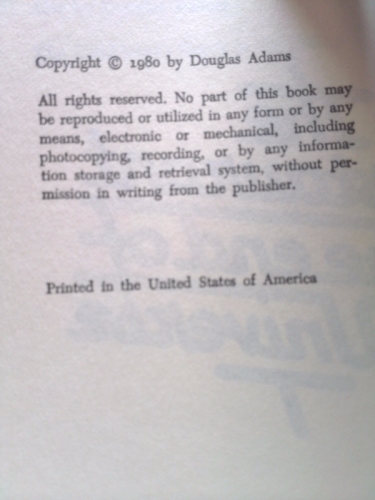 Copyright © 1980 by Douglas Adams
All rights reserved. No part of this book may
be reproduced or utilized in any form or by any
means, electronic or mechanical, including
photocopying, recording, or by any informa-
tion storage and retrieval system, without per-
mission in writing from the publisher.
Printed in the United States of America